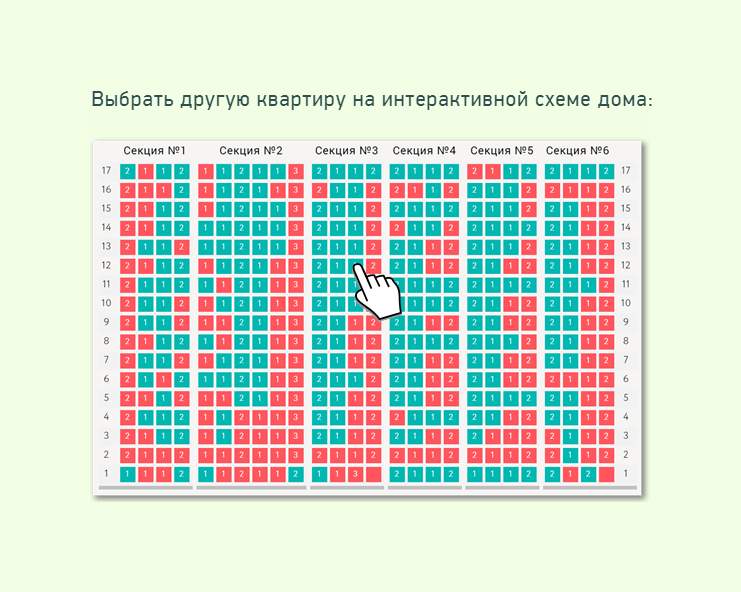 Выбрать другую квартиру на интерактивной схеме дома:
Секция №1 Секция №2 Секция №3 Секция №4 Секция №5 Секция №6
17 2 1 1 2 1 1 2 1 1 3 2 1 1 2 2 1 1 2 2 1 1 2 2 1 1 2 17
16 2 1 1 2 1 1 2 1 1 3 2 1 1 2 2 1 1 2 2 1 1 2 2 1 1 2 16
15 2 1 1 2 1 1 2 1 1 3 2 1 1 2 2 1 1 2 2 1 1 2 2 1 1 2 15
14 2 1 1 2 1 1 2 1 1 3 2 1 1 2 2 1 1 2 2 1 1 2 2 1 1 2 14
13 2 1 1 2 1 1 2 1 1 3 2 1 1 2 2 1 1 2 2 1 1 2 2 1 1 2 13
12 2 1 1 2 1 1 2 1 1 3 2 1 2 2 1 1 2 2 1 1 2 2 1 1 2 12
11 2 1 1 2 1 1 2 1 1 3 2 1 1 1 2 2 1 1 2 2 1 1 2 11
10 2 1 1 2 1 1 2 1 1 3 2 1 1 1 2 2 1 1 2 2 1 1 2 10
9 2 1 1 2 1 1 2 1 1 3 2 1 1 2 2 1 1 2 2 1 1 2 2 1 1 2 9
8 2 1 1 2 1 1 2 1 1 3 2 1 1 2 2 1 1 2 2 1 1 2 2 1 1 2 8
7 2 1 1 2 1 1 2 1 1 3 2 1 1 2 2 1 1 2 2 1 1 2 2 1 1 2 7
6 2 1 1 2 1 1 2 1 1 3 2 1 1 2 2 1 1 2 2 1 1 2 2 1 1 2 6
5 2 1 1 2 1 1 2 1 1 3 2 1 1 2 2 1 1 2 2 1 1 2 2 1 1 2 5
4 2 1 1 2 1 1 2 1 1 3 2 1 1 2 2 1 1 2 2 1 1 2 2 1 1 2 4
3 2 1 1 2 1 1 2 1 1 3 2 1 1 2 2 1 1 2 2 1 1 2 2 1 1 2 3
2 2 1 1 2 1 1 2 1 1 3 2 1 1 2 2 1 1 2 2 1 1 2 2 1 1 2 2
1 1 1 1 2 1 1 2 1 1 2 1 1 3 2 1 1 2 1 1 1 2 2 1 2 1